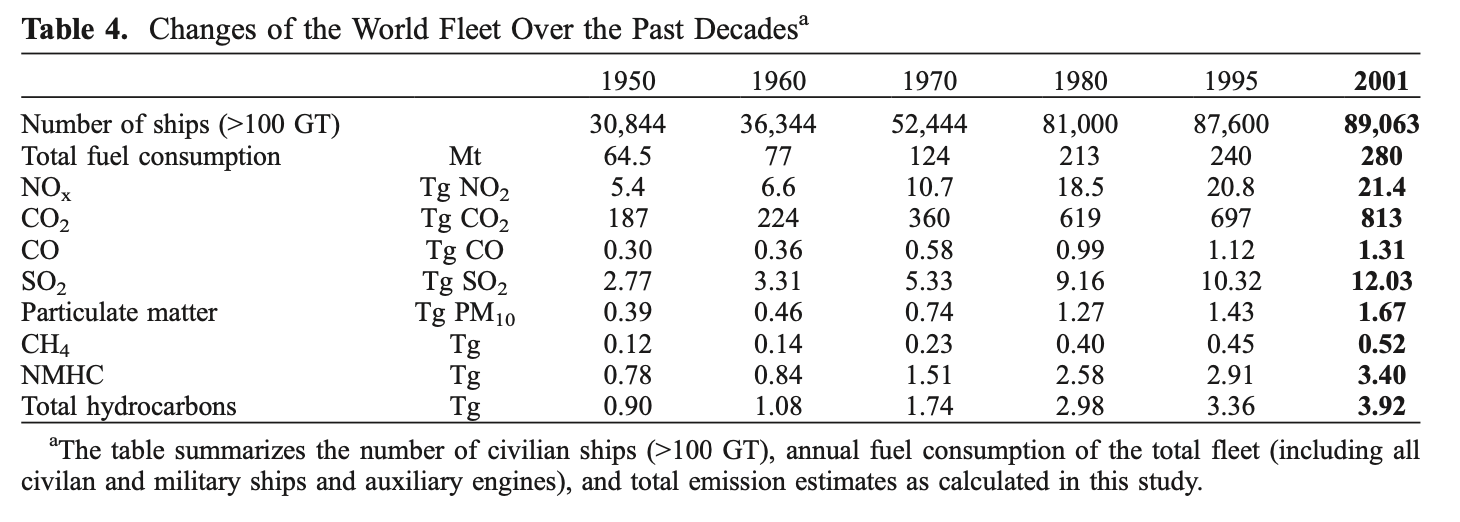 Table 4. Changes of the World Fleet Over the Past Decadesᵃ
1950 1960 1970 1980 1995 2001
Number of ships (>100 GT) 30,844 36,344 52,444 81,000 87,600 89,063
Total fuel consumption Mt 64.5 77 124 213 240 280
NOₓ Tg NO₂ 5.4 6.6 10.7 18.5 20.8 21.4
CO₂ Tg CO₂ 187 224 360 619 697 813
CO Tg CO 0.30 0.36 0.58 0.99 1.12 1.31
SO₂ Tg SO₂ 2.77 3.31 5.33 9.16 10.32 12.03
Particulate matter Tg PM₁₀ 0.39 0.46 0.74 1.27 1.43 1.67
CH₄ Tg 0.12 0.14 0.23 0.40 0.45 0.52
NMHC Tg 0.78 0.84 1.51 2.58 2.91 3.40
Total hydrocarbons Tg 0.90 1.08 1.74 2.98 3.36 3.92
ᵃThe table summarizes the number of civilian ships (>100 GT), annual fuel consumption of the total fleet (including all
civilan and military ships and auxiliary engines), and total emission estimates as calculated in this study.